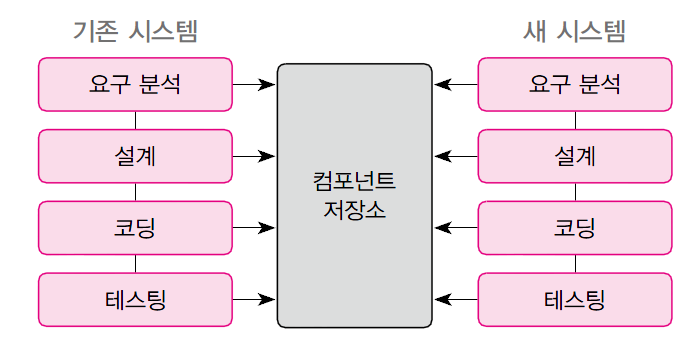 기존 시스템
새 시스템
요구 분석
요구 분석
설계
설계
컴포넌트
저장소
코딩
코딩
테스팅
테스팅